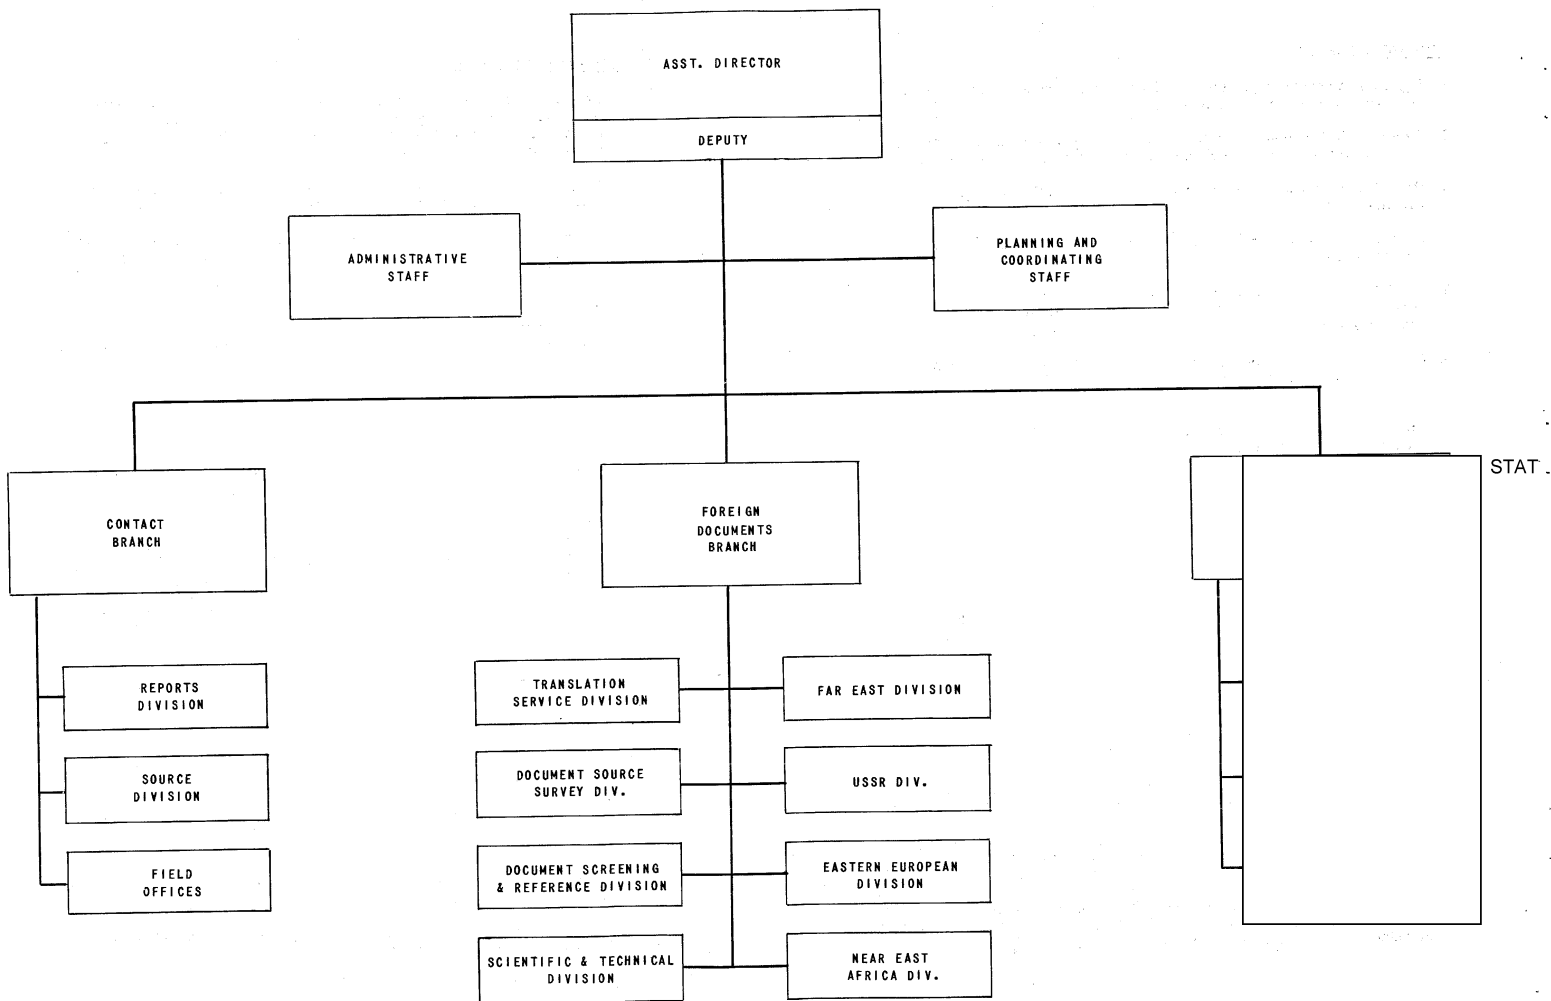 ASST. DIRECTOR
DEPUTY
ADMINISTRATIVE
STAFF
PLANNING AND
COORDINATING
STAFF
CONTACT
BRANCH
FOREIGN
DOCUMENTS
BRANCH
STAT
REPORTS
DIVISION
SOURCE
DIVISION
FIELD
OFFICES
TRANSLATION
SERVICE DIVISION
DOCUMENT SOURCE
SURVEY DIV.
DOCUMENT SCREENING
& REFERENCE DIVISION
SCIENTIFIC & TECHNICAL
DIVISION
FAR EAST DIVISION
USSR DIV.
EASTERN EUROPEAN
DIVISION
NEAR EAST
AFRICA DIV.